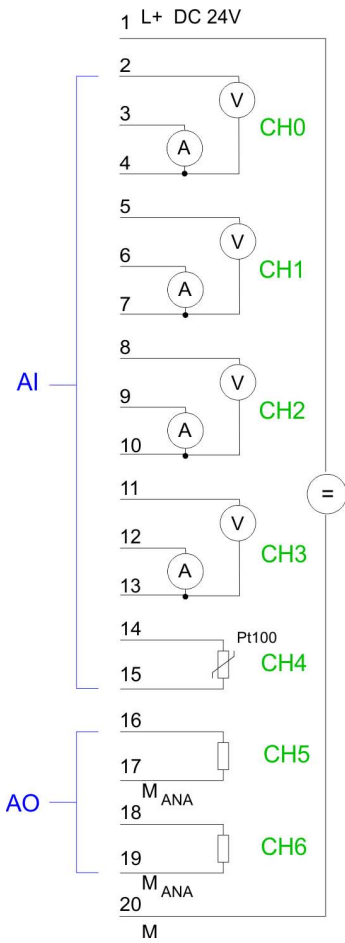 1 L+ DC 24V
2
V
3
CH0
A
4
5
V
6
CH1
A
7
8
V
AI
9
CH2
A
10
11
=
V
12
CH3
A
13
14
Pt100
CH4
15
16
CH5
17
M ANA
AO
18
CH6
19
M ANA
20
M